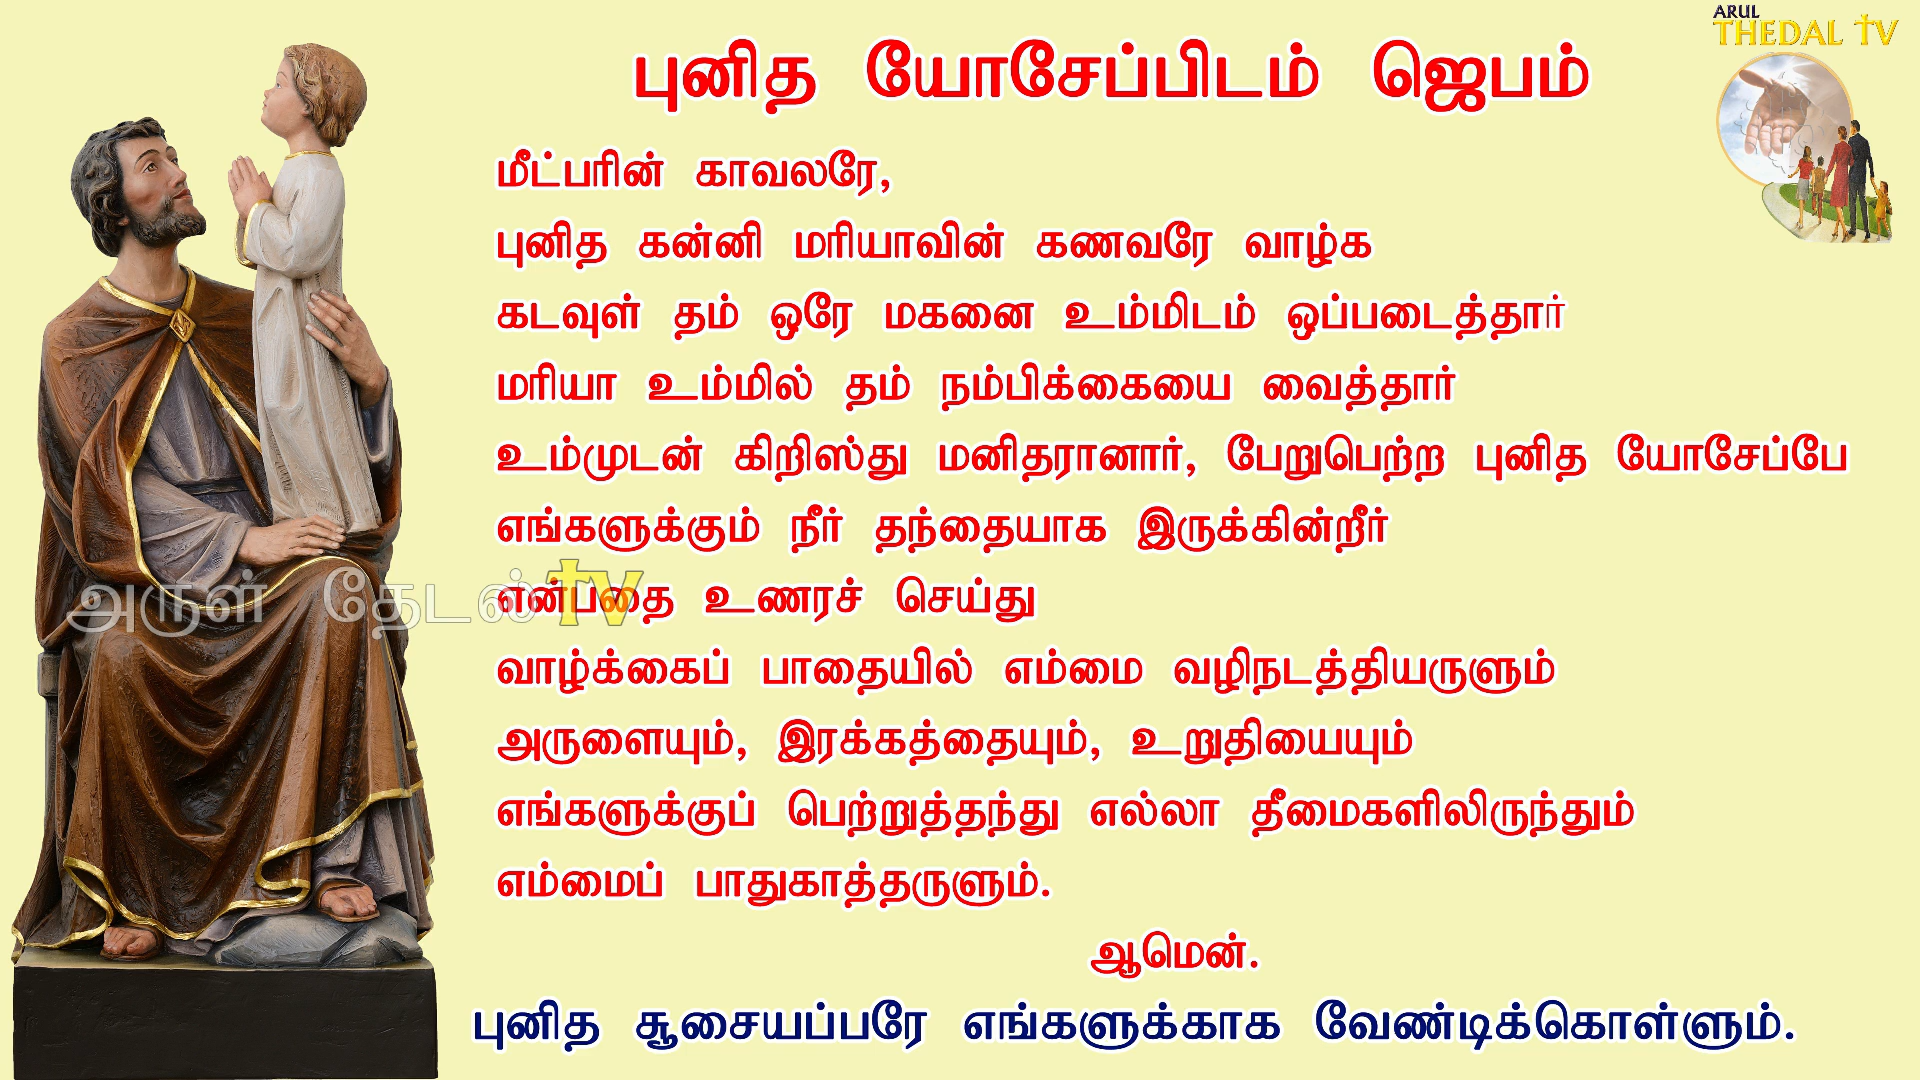 ARUL
THEDAL TV
புனித யோசேப்பிடம் ஜெபம்
மீட்பரின் காவலரே,
புனித கன்னி மரியாவின் கணவரே வாழ்க
கடவுள் தம் ஒரே மகனை உம்மிடம் ஒப்படைத்தார்
மரியா உம்மில் தம் நம்பிக்கையை வைத்தார்
உம்முடன் கிறிஸ்து மனிதரானார், பேறுபெற்ற புனித யோசேப்பே
எங்களுக்கும் நீர் தந்தையாக இருக்கின்றீர்
என்பதை உணரச் செய்து
வாழ்க்கைப் பாதையில் எம்மை வழிநடத்தியருளும்
அருளையும், இரக்கத்தையும், உறுதியையும்
எங்களுக்குப் பெற்றுத்தந்து எல்லா தீமைகளிலிருந்தும்
எம்மைப் பாதுகாத்தருளும்.
ஆமென்.
புனித சூசையப்பரே எங்களுக்காக வேண்டிக்கொள்ளும்.
அருள் தேடல் TV